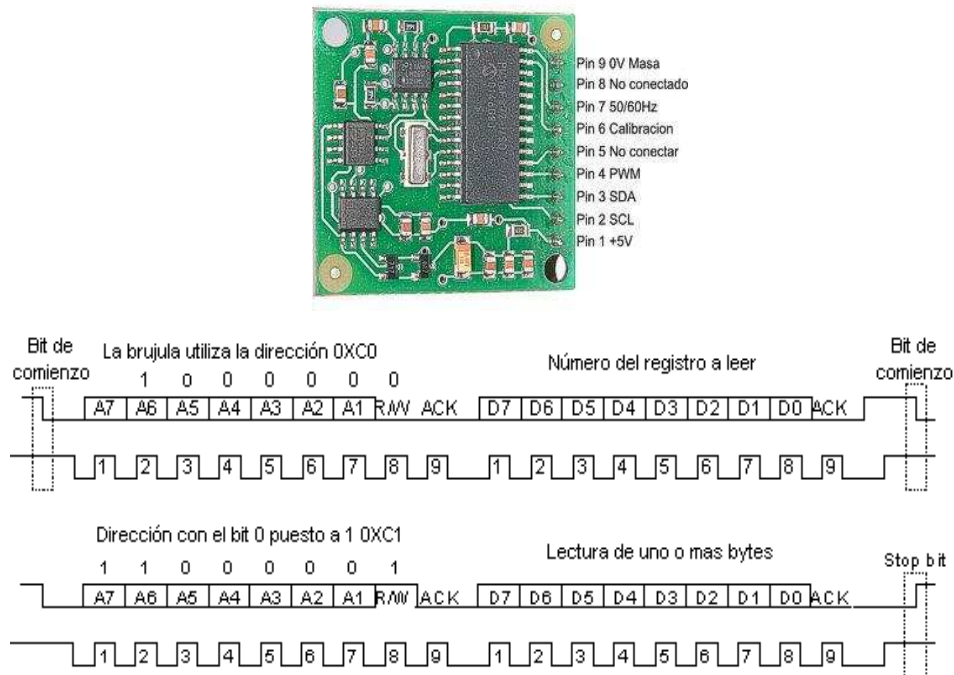 Pin 9 0V Masa
Pin 8 No conectado
Pin 7 50/60Hz
Pin 6 Calibracion
Pin 5 No conectar
Pin 4 PWM
Pin 3 SDA
Pin 2 SCL
Pin 1 +5V
Bit de comienzo
La brujula utiliza la dirección 0XC0
Número del registro a leer
Bit de comienzo
1 0 0 0 0 0 0
A7 A6 A5 A4 A3 A2 A1 R/W ACK D7 D6 D5 D4 D3 D2 D1 D0 ACK
1 2 3 4 5 6 7 8 9 1 2 3 4 5 6 7 8 9
Dirección con el bit 0 puesto a 1 0XC1
Lectura de uno o mas bytes
Stop bit
1 1 0 0 0 0 0 1
A7 A6 A5 A4 A3 A2 A1 R/W ACK D7 D6 D5 D4 D3 D2 D1 D0 ACK
1 2 3 4 5 6 7 8 9 1 2 3 4 5 6 7 8 9